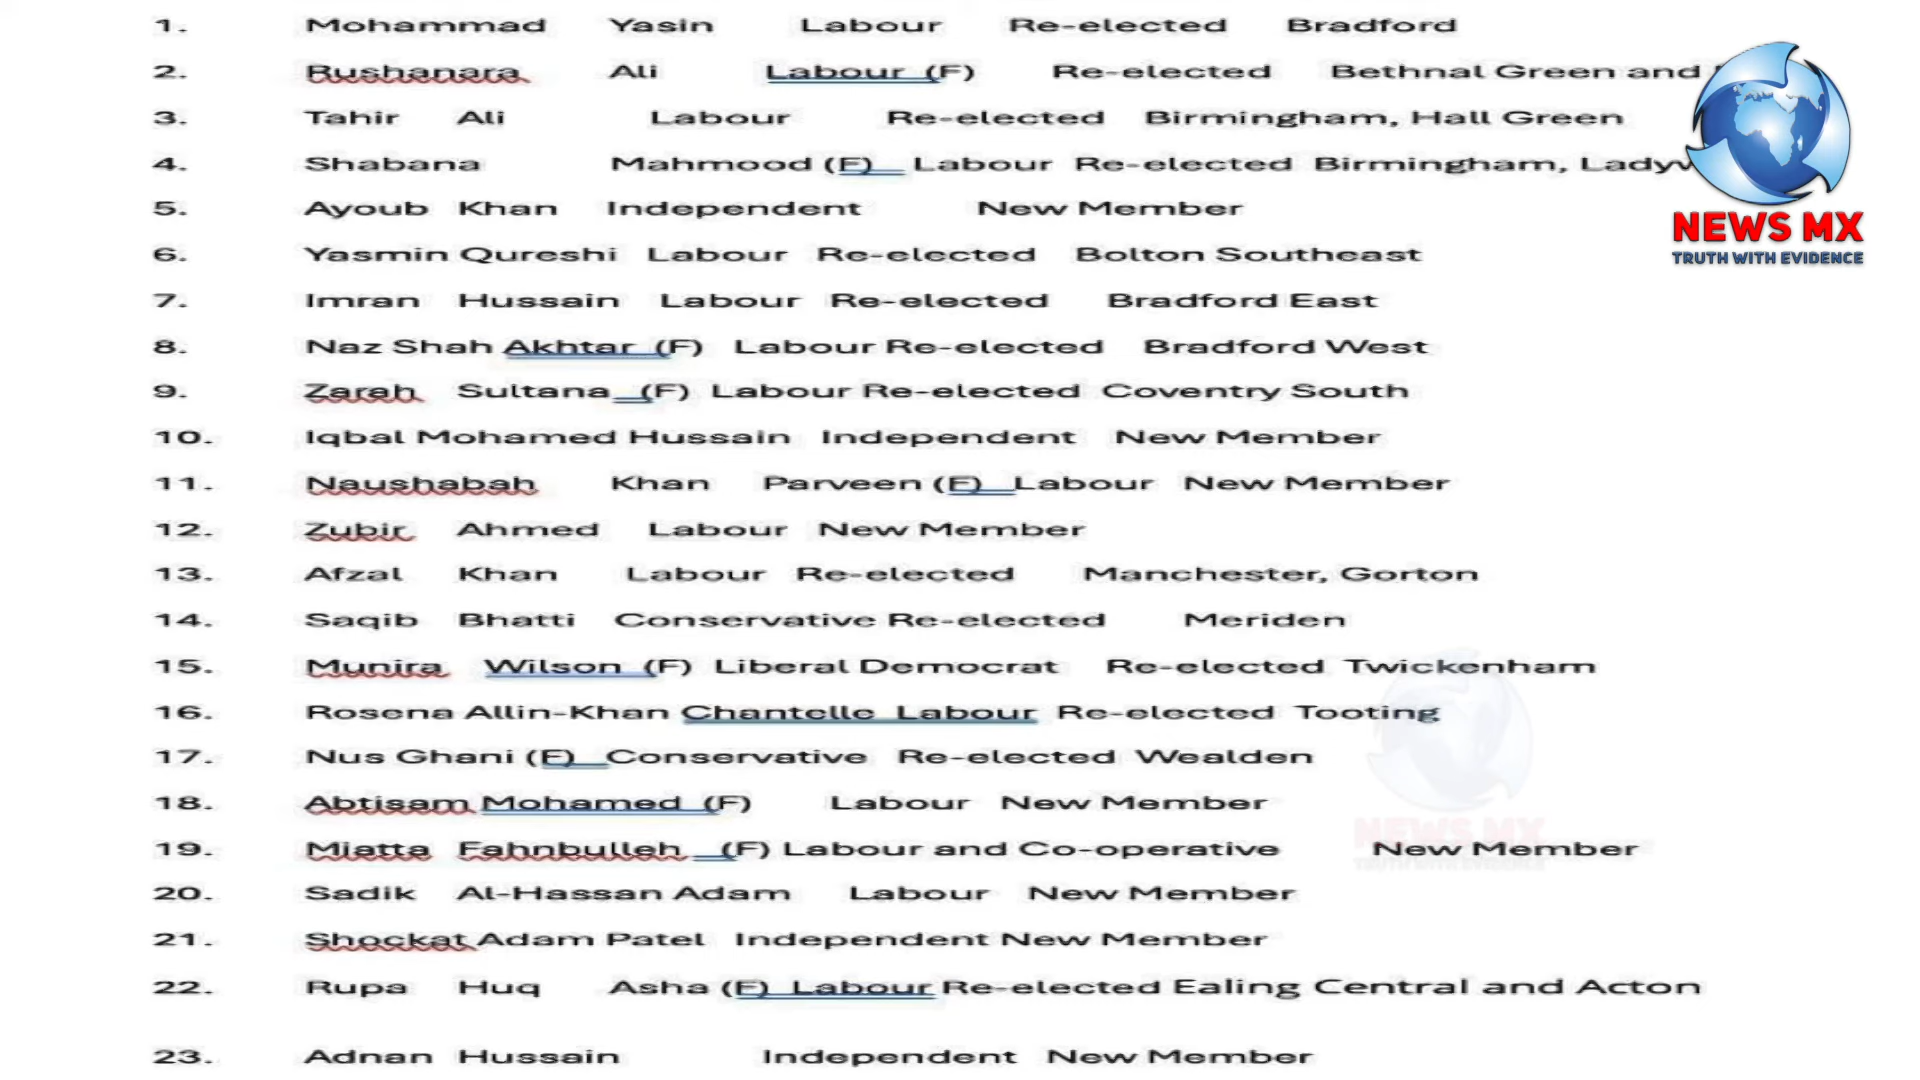 1. Mohammad Yasin Labour Re-elected Bradford
2. Rushanara Ali Labour (F) Re-elected Bethnal Green and
3. Tahir Ali Labour Re-elected Birmingham, Hall Green
4. Shabana Mahmood (F) Labour Re-elected Birmingham,
5. Ayoub Khan Independent New Member
6. Yasmin Qureshi Labour Re-elected Bolton Southeast
7. Imran Hussain Labour Re-elected Bradford East
8. Naz Shah Akhtar (F) Labour Re-elected Bradford West
9. Zarah Sultana (F) Labour Re-elected Coventry South
10. Iqbal Mohamed Hussain Independent New Member
11. Naushabah Khan Parveen (F) Labour New Member
12. Zubir Ahmed Labour New Member
13. Afzal Khan Labour Re-elected Manchester, Gorton
14. Saqib Bhatti Conservative Re-elected Meriden
15. Munira Wilson (F) Liberal Democrat Re-elected Twickenham
16. Rosena Allin-Khan Chantelle Labour Re-elected Tooting
17. Nus Ghani (F) Conservative Re-elected Wealden
18. Abtisam Mohamed (F) Labour New Member
19. Miatta Fahnbulleh (F) Labour and Co-operative New Member
20. Sadik Al-Hassan Adam Labour New Member
21. Shockat Adam Patel Independent New Member
22. Rupa Huq Asha (F) Labour Re-elected Ealing Central and Acton
23. Adnan Hussain Independent New Member
NEWS MX
TRUTH WITH EVIDENCE
NEWS MX
TRUTH WITH EVIDENCE